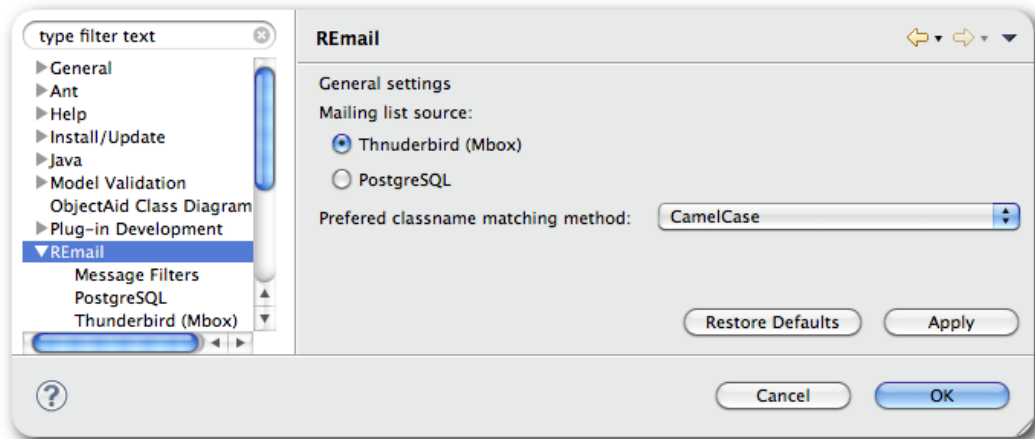 type filter text
General
Ant
Help
Install/Update
Java
Model Validation
ObjectAid Class Diagram
Plug-in Development
REmail
Message Filters
PostgreSQL
Thunderbird (Mbox)
REmail
General settings
Mailing list source:
Thnuderbird (Mbox)
PostgreSQL
Prefered classname matching method: CamelCase
Restore Defaults Apply
? Cancel OK